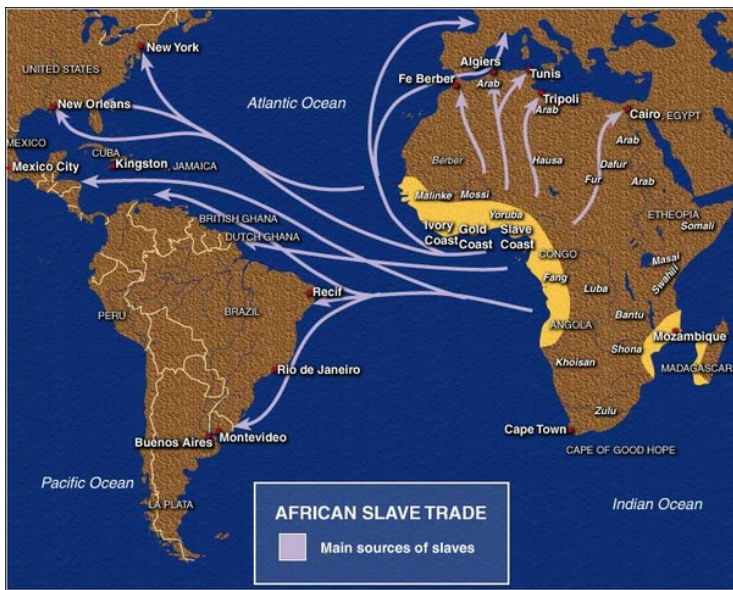 New York
UNITED STATES
Atlantic Ocean
New Orleans
MEXICO
Mexico City
CUBA
Kingston, JAMAICA
BRITISH GHANA
DUTCH GHANA
PERU
BRAZIL
Recif
Rio de Janeiro
Buenos Aires
Montevideo
Pacific Ocean
LA PLATA
Algiers
Fe Berber
Arab
Tunis
Tripoli
Arab
Cairo, EGYPT
Arab
Berber
Hausa
Dafur
Fur
Arab
Malinke
Mossi
Yoruba
Ivory
Coast
Gold
Coast
Slave
Coast
ETHEOPIA
Somali
CONGO
Fang
Luba
Masai
Swahili
Bantu
ANGOLA
Mozambique
Shona
Khoisan
MADAGASCAR
Zulu
Cape Town
CAPE OF GOOD HOPE
Indian Ocean
AFRICAN SLAVE TRADE
Main sources of slaves